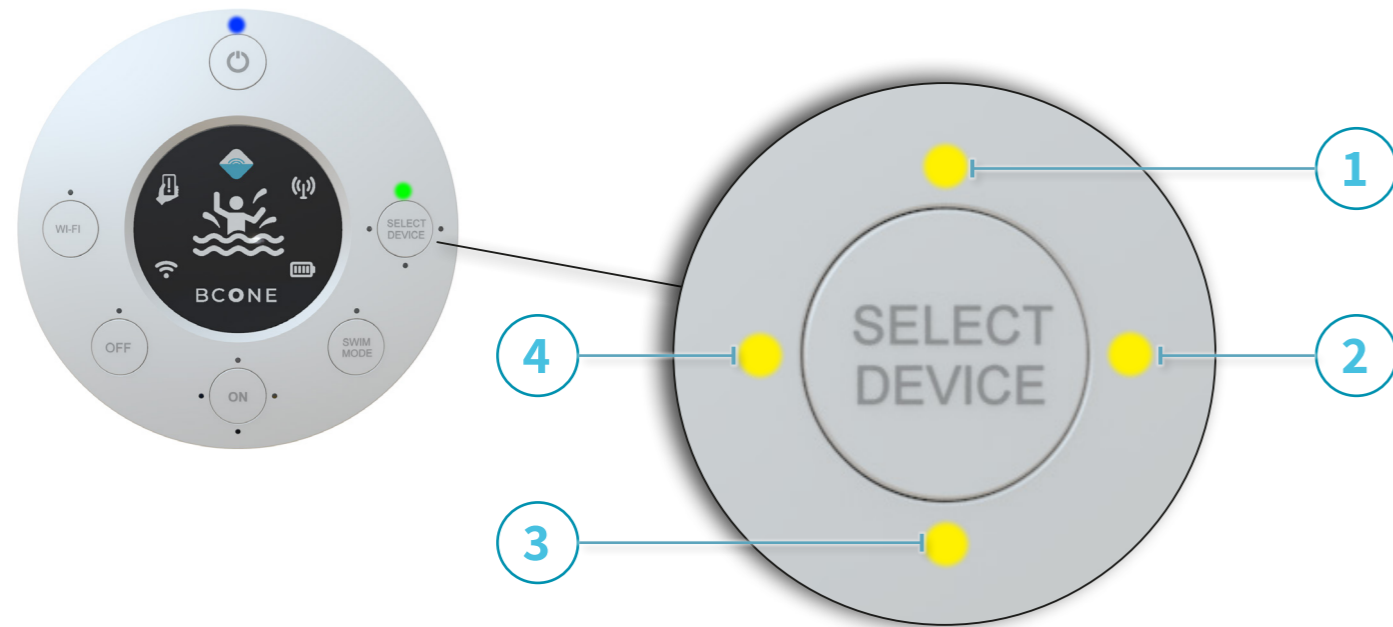 WI-FI
SELECT
DEVICE
BCONE
OFF
SWIM
MODE
ON
SELECT
DEVICE
1
2
3
4